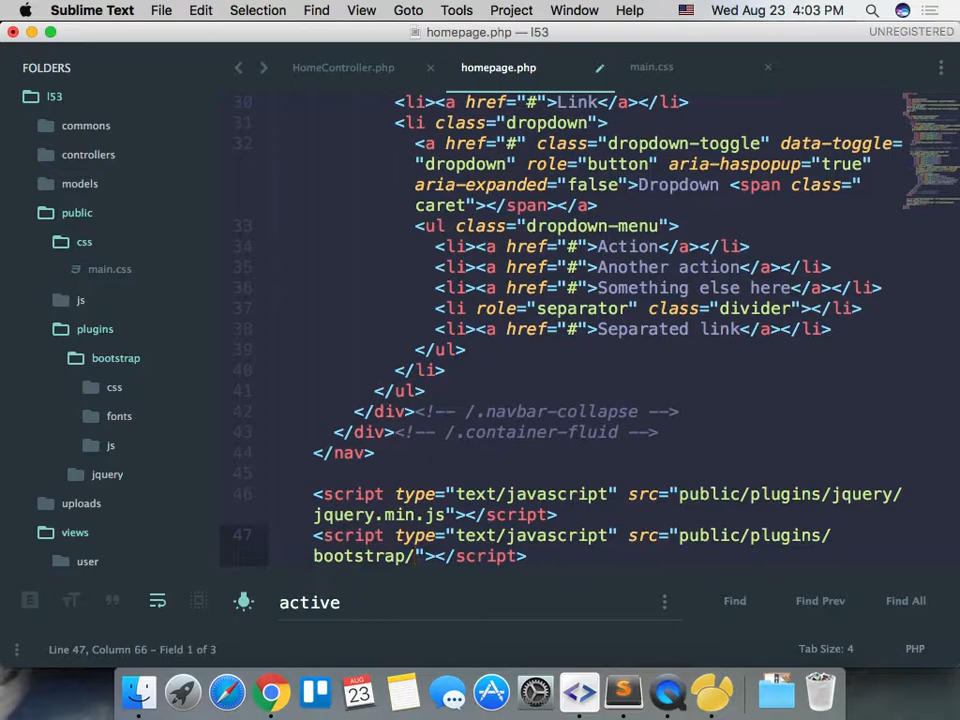 Sublime Text File Edit Selection Find View Goto Tools Project Window Help Wed Aug 23 4:03 PM
homepage.php — l53 UNREGISTERED
FOLDERS
l53
commons
controllers
models
public
css
main.css
js
plugins
bootstrap
css
fonts
js
jquery
uploads
views
user
HomeController.php × homepage.php main.css ×
30 <li><a href="#">Link</a></li>
31 <li class="dropdown">
32 <a href="#" class="dropdown-toggle" data-toggle=
"dropdown" role="button" aria-haspopup="true"
aria-expanded="false">Dropdown <span class="
caret"></span></a>
33 <ul class="dropdown-menu">
34 <li><a href="#">Action</a></li>
35 <li><a href="#">Another action</a></li>
36 <li><a href="#">Something else here</a></li>
37 <li role="separator" class="divider"></li>
38 <li><a href="#">Separated link</a></li>
39 </ul>
40 </li>
41 </ul>
42 </div><!-- /.navbar-collapse -->
43 </div><!-- /.container-fluid -->
44 </nav>
45
46 <script type="text/javascript" src="public/plugins/jquery/
jquery.min.js"></script>
47 <script type="text/javascript" src="public/plugins/
bootstrap/"></script>
active Find Find Prev Find All
Line 47, Column 66 - Field 1 of 3 Tab Size: 4 PHP
AUG
23